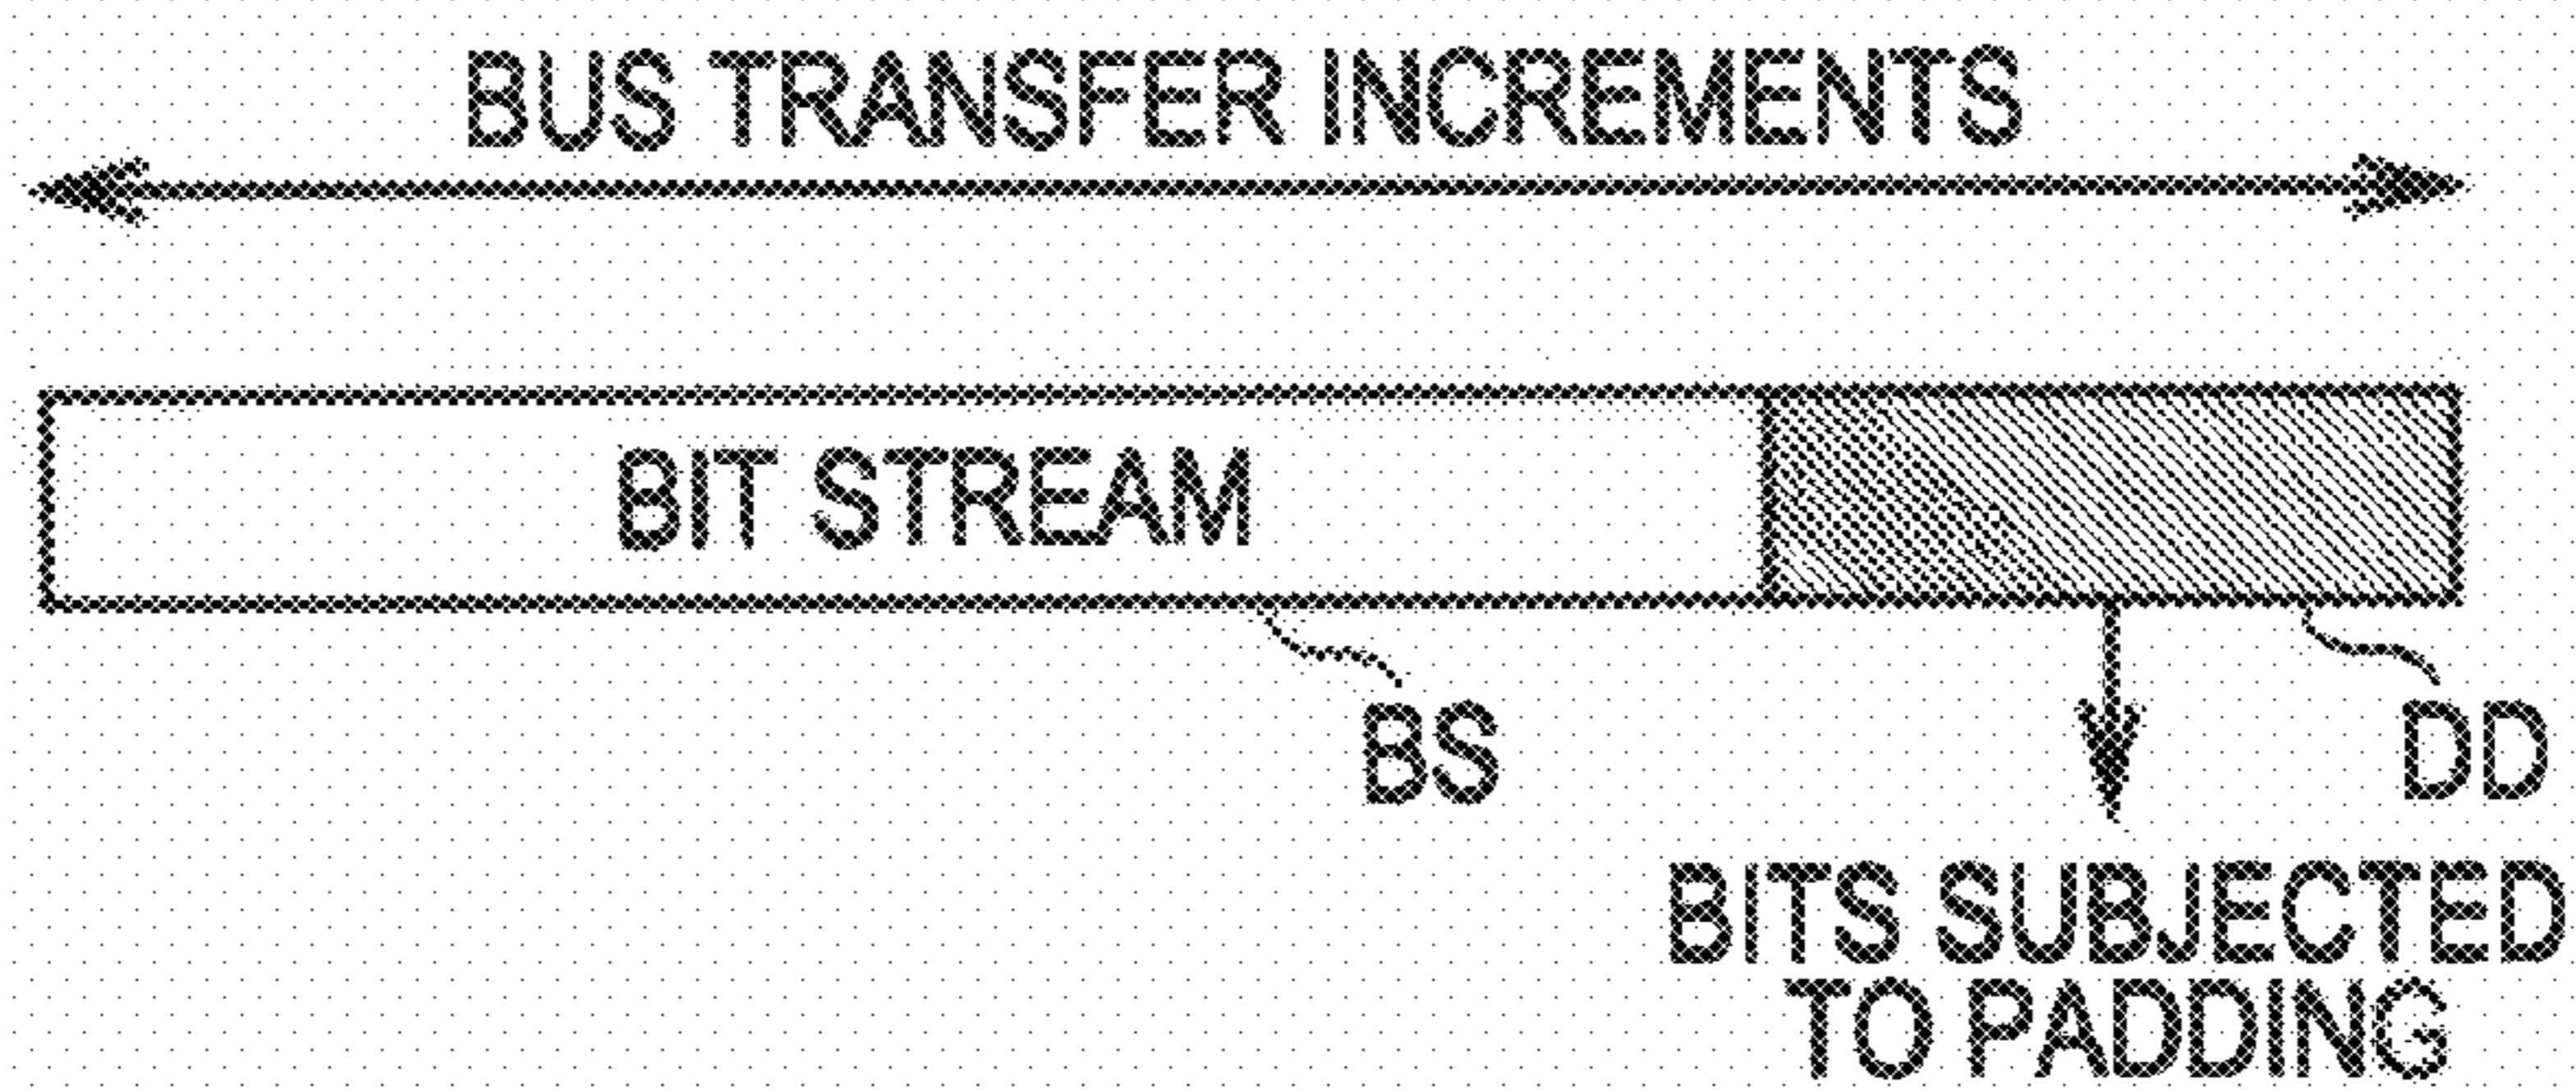 BUS TRANSFER INCREMENTS
BIT STREAM
BS
DD
BITS SUBJECTED
TO PADDING